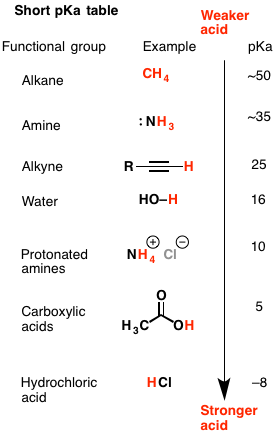 Short pKa table
Weaker
acid
Functional group Example pKa
Alkane CH4 ~50
Amine :NH3 ~35
Alkyne R H 25
Water HO–H 16
Protonated
amines NH4 + Cl − 10
Carboxylic
acids O H3C OH 5
Hydrochloric
acid HCl –8
Stronger
acid